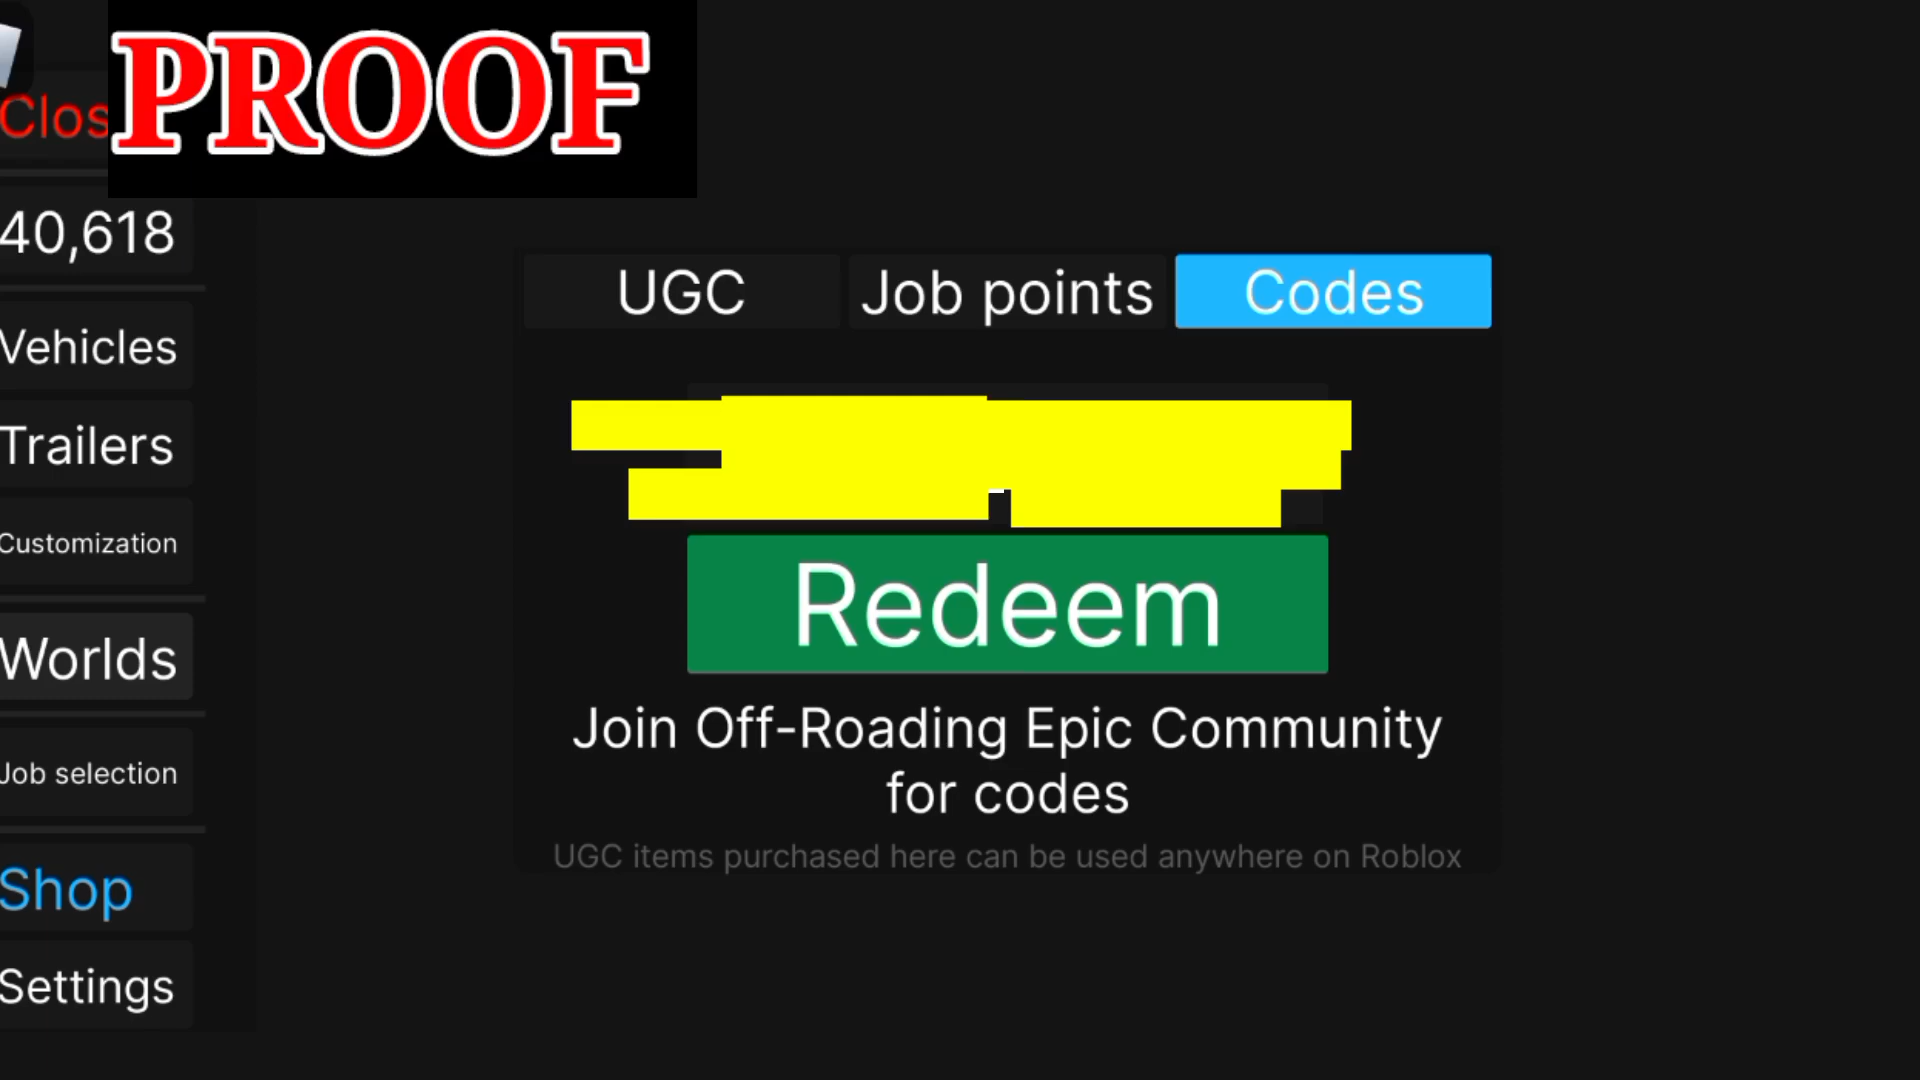 PROOF
Clos
40,618
Vehicles
Trailers
Customization
Worlds
Job selection
Shop
Settings
UGC
Job points
Codes
Redeem
Join Off-Roading Epic Community
for codes
UGC items purchased here can be used anywhere on Roblox